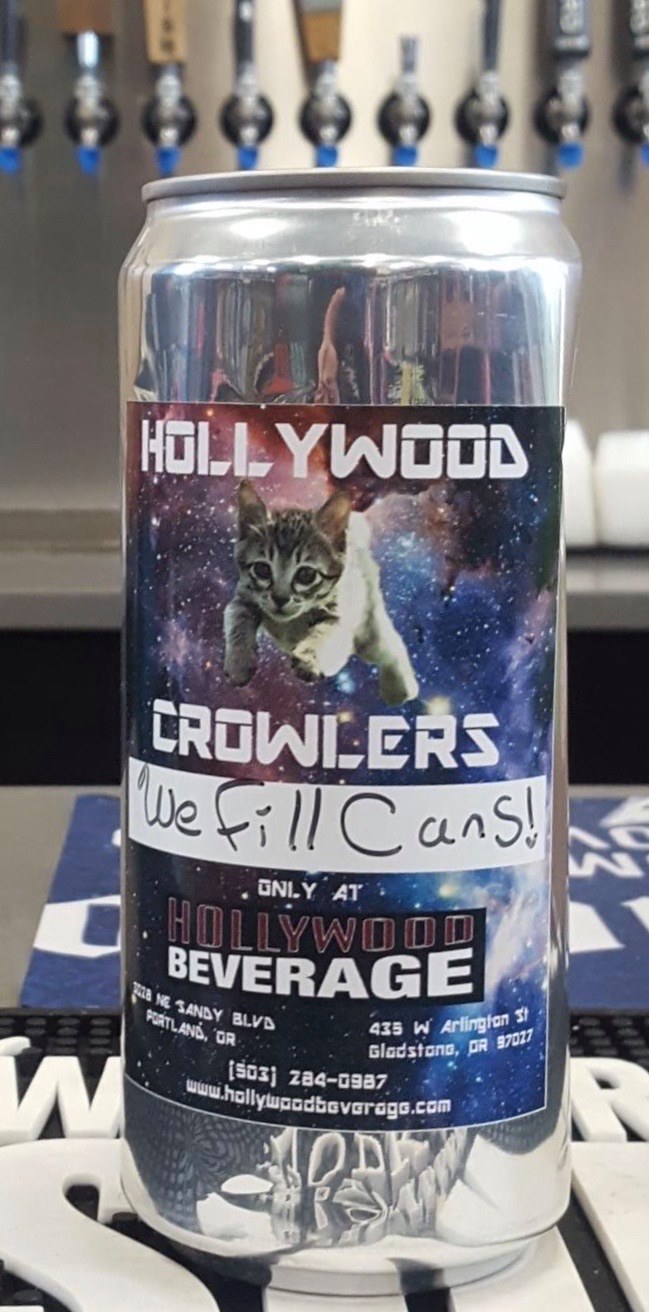 HOLLYWOOD
CROWLERS
We fill Cans!
ONLY AT
HOLLYWOOD
BEVERAGE
NE SANDY BLVD
PORTLAND, OR
435 W Arlington St
Gladstone, OR 97027
(503) 284-0987
www.hollywoodbeverage.com